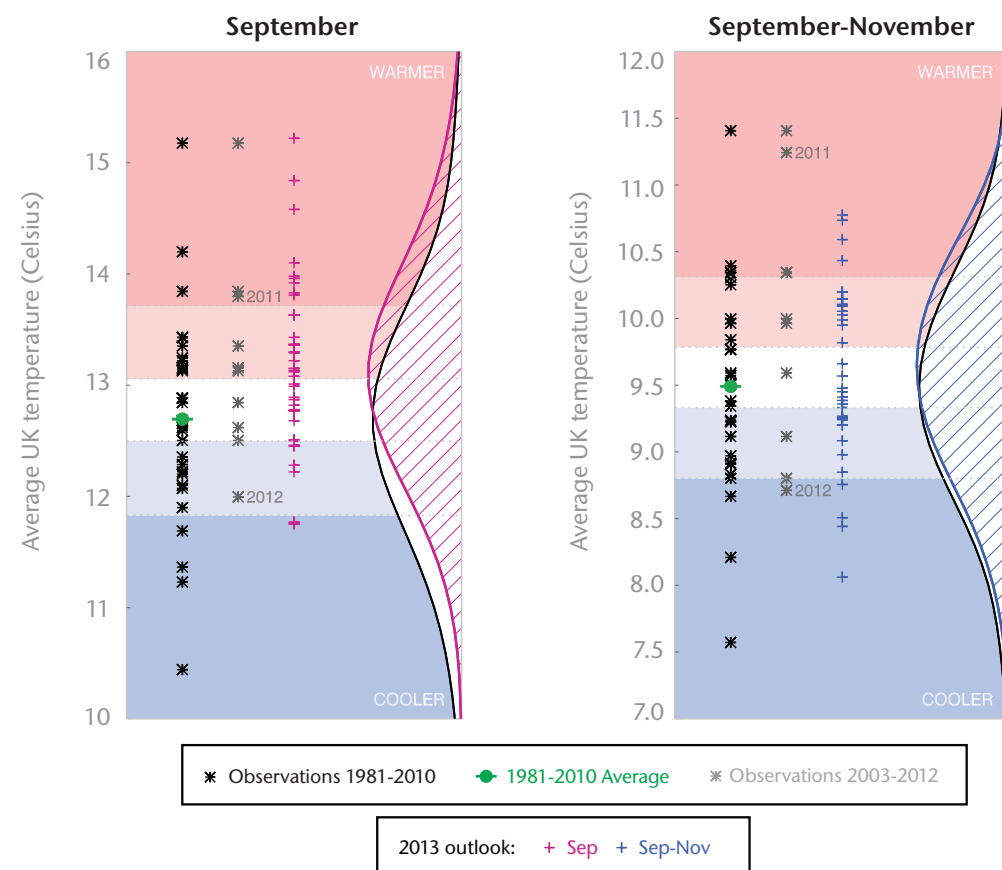 September
Average UK temperature (Celsius)
16
15
14
13
12
11
10
WARMER
2011
2012
COOLER
September-November
Average UK temperature (Celsius)
12.0
11.5
11.0
10.5
10.0
9.5
9.0
8.5
8.0
7.5
7.0
WARMER
2011
2012
COOLER
Observations 1981-2010 1981-2010 Average Observations 2003-2012
2013 outlook: + Sep + Sep-Nov